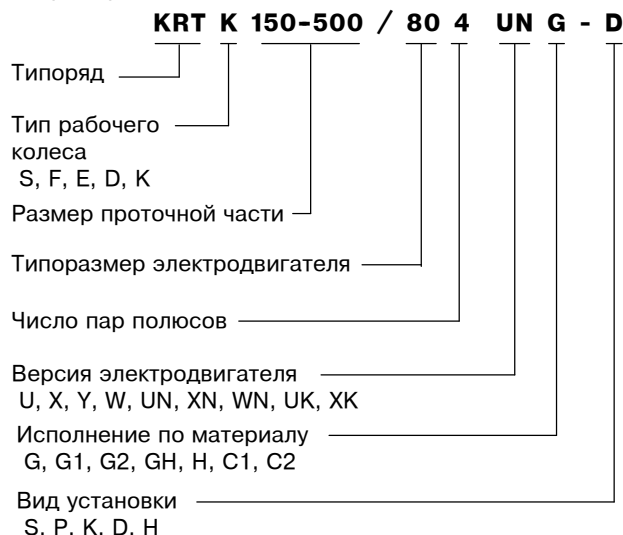 KRT K 150-500 / 80 4 UN G - D
Типоряд
Тип рабочего
колеса
S, F, E, D, K
Размер проточной части
Типоразмер электродвигателя
Число пар полюсов
Версия электродвигателя
U, X, Y, W, UN, XN, WN, UK, XK
Исполнение по материалу
G, G1, G2, GH, H, C1, C2
Вид установки
S, P, K, D, H